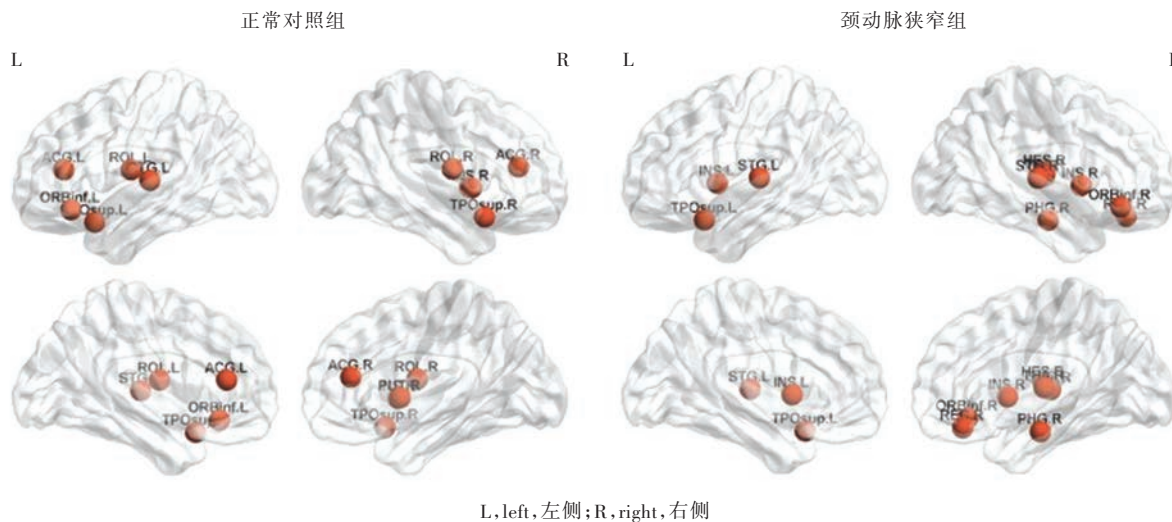 正常对照组 颈动脉狭窄组
L R L
ACG.L ROL.L ROL.R ACG.R INS.L STG.L HES.R INS.R
ORBinf.L TPOsup.R TPOsup.L PHG.R ORBinf.R
ROL.L ACG.L ACG.R ROL.R STG.L INS.L INS.R HES.R
ORBinf.L PUT.R ORBinf.R
TPOsup.L TPOsup.R TPOsup.L PHG.R
L,left,左侧;R,right,右侧